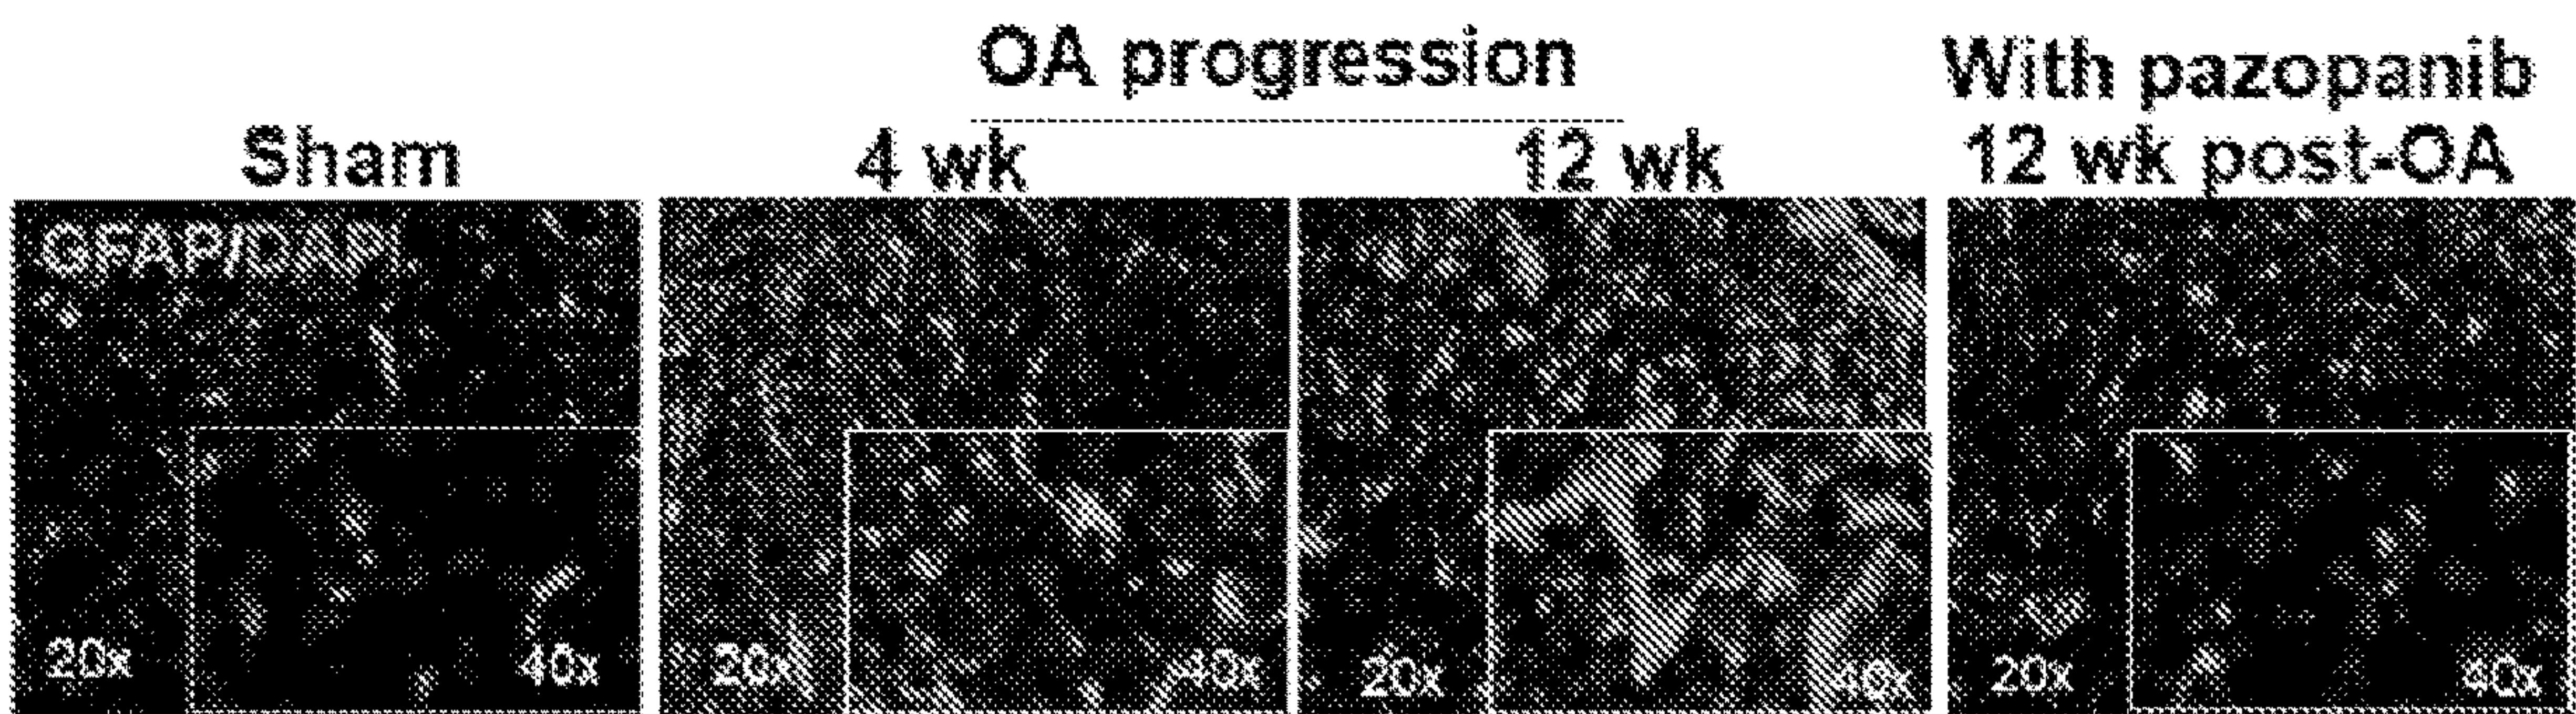 OA progression
With pazopanib
Sham
4 wk
12 wk
12 wk post-OA
GFAP/DAPI
20x
40x
20x
40x
20x
40x
20x
40x